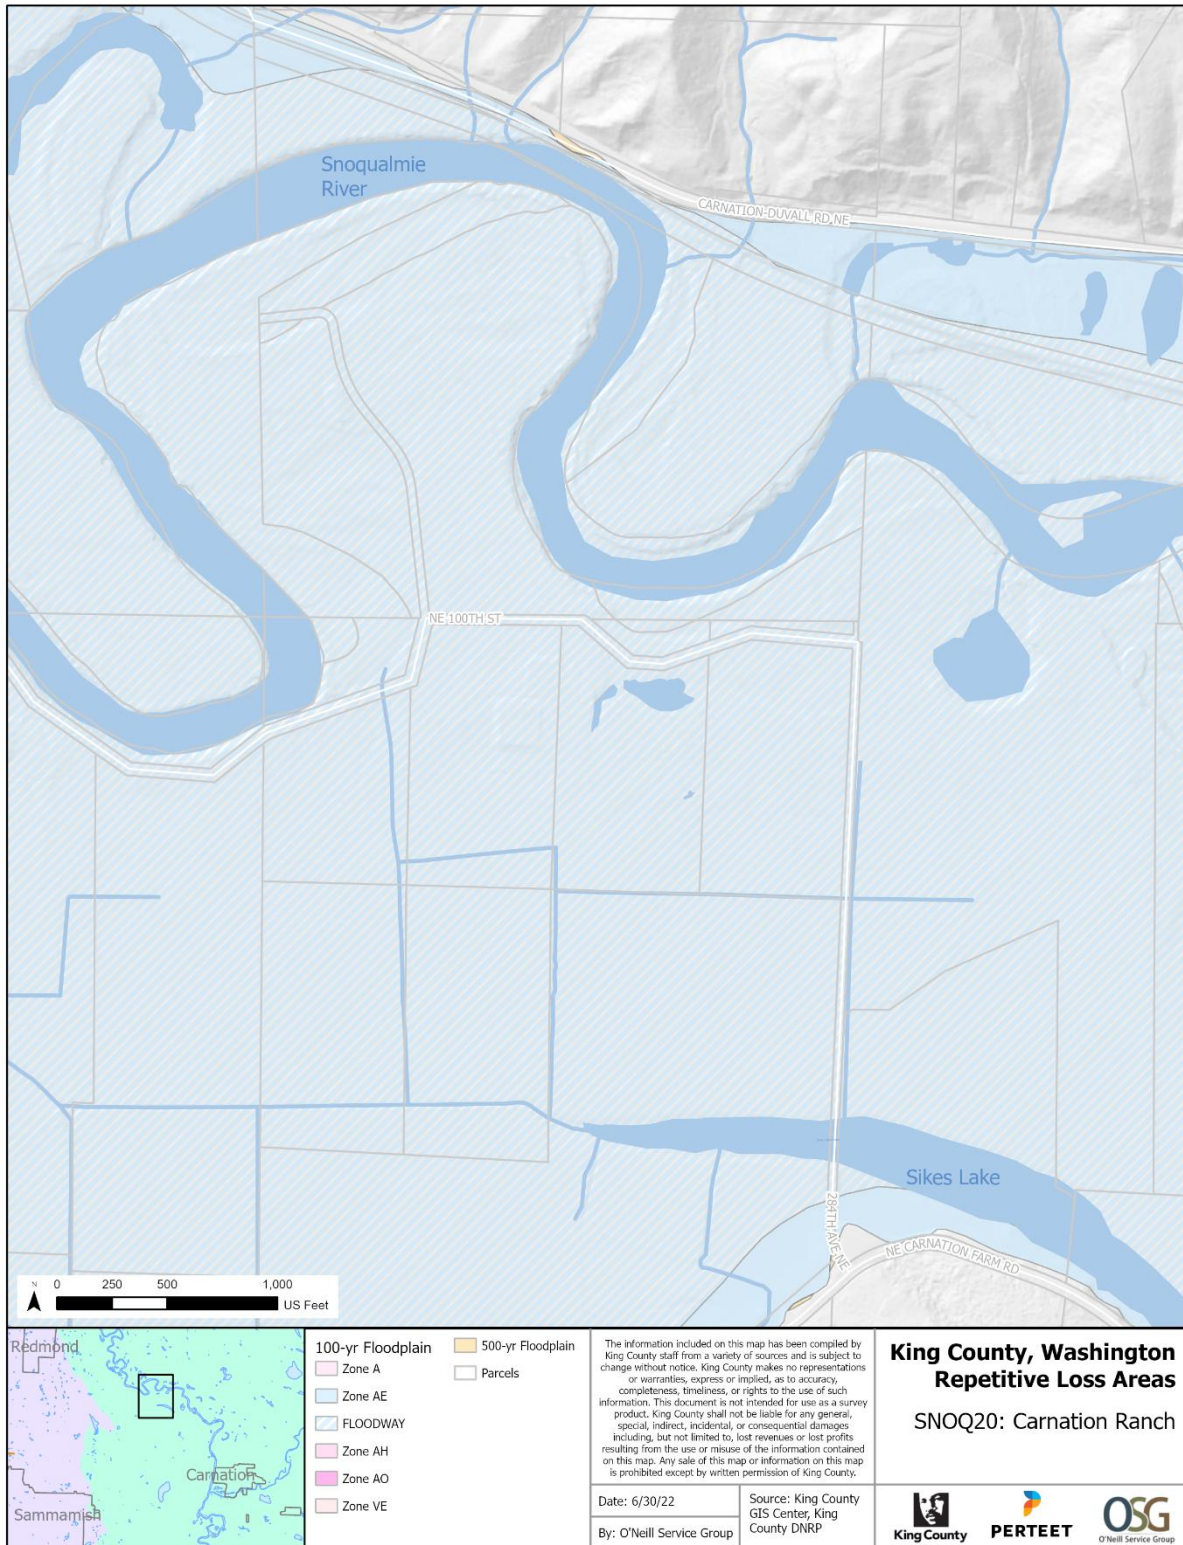 Snoqualmie
River
CARNATION-DUVALL RD NE
NE 100TH ST
Sikes Lake
284TH AVE NE
NE CARNATION FARM RD
N 0 250 500 1,000
US Feet
Redmond
Carnation
Sammamish
100-yr Floodplain
Zone A
Zone AE
FLOODWAY
Zone AH
Zone AO
Zone VE
500-yr Floodplain
Parcels
The information included on this map has been compiled by
King County staff from a variety of sources and is subject to
change without notice. King County makes no representations
or warranties, express or implied, as to accuracy,
completeness, timeliness, or rights to the use of such
information. This document is not intended for use as a survey
product. King County shall not be liable for any general,
special, indirect, incidental, or consequential damages
including, but not limited to, lost revenues or lost profits
resulting from the use or misuse of the information contained
on this map. Any sale of this map or information on this map
is prohibited except by written permission of King County.
Date: 6/30/22
By: O'Neill Service Group
Source: King County
GIS Center, King
County DNRP
King County, Washington
Repetitive Loss Areas
SNOQ20: Carnation Ranch
King County
PERTEET
OSG
O'Neill Service Group